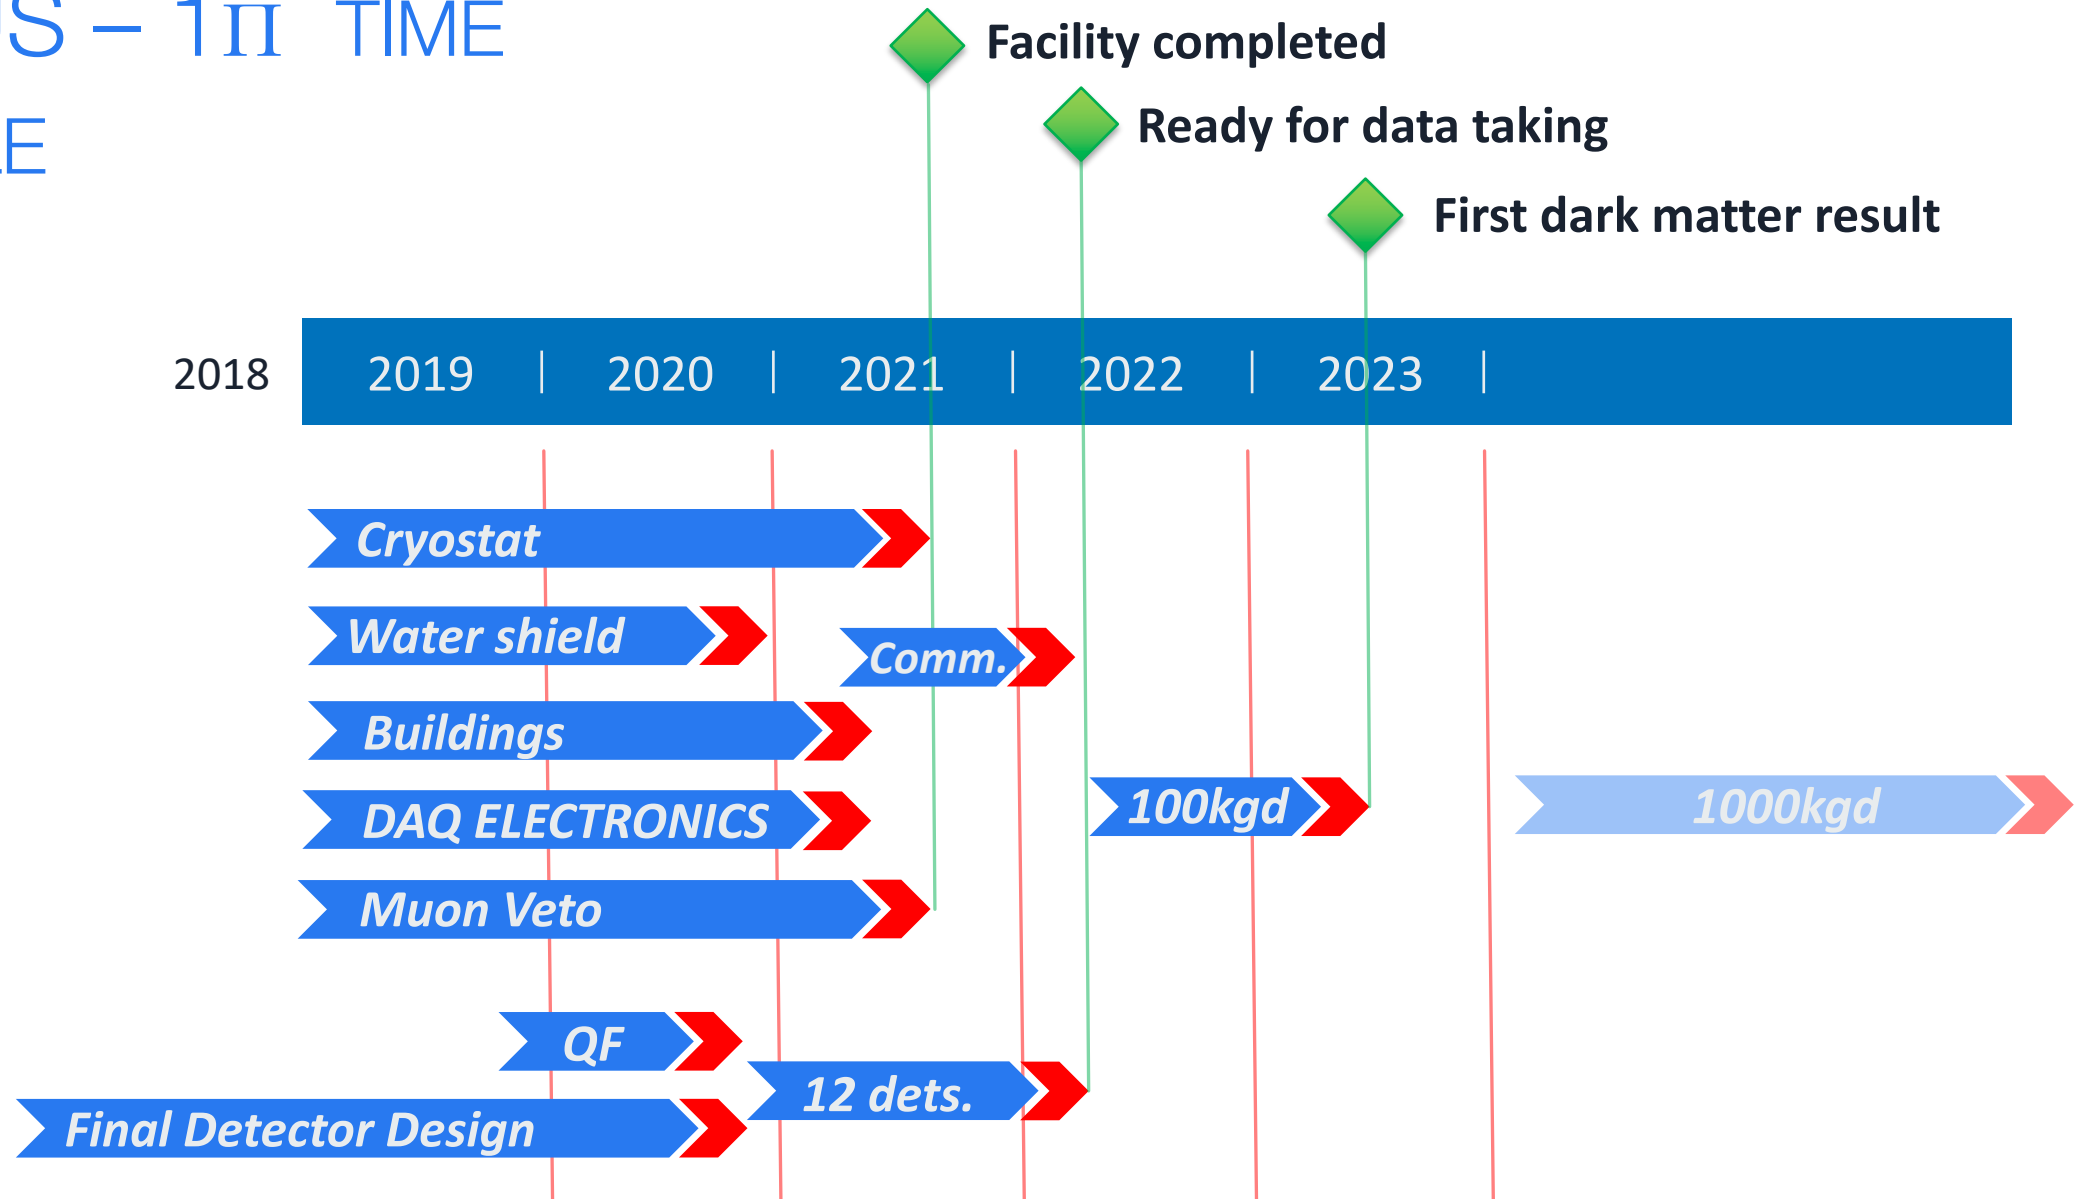 – 1π TIME
Facility completed
Ready for data taking
First dark matter result
2018 2019 | 2020 | 2021 | 2022 | 2023 |
Cryostat
Water shield
Comm.
Buildings
100kgd
1000kgd
DAQ ELECTRONICS
Muon Veto
QF
12 dets.
Final Detector Design